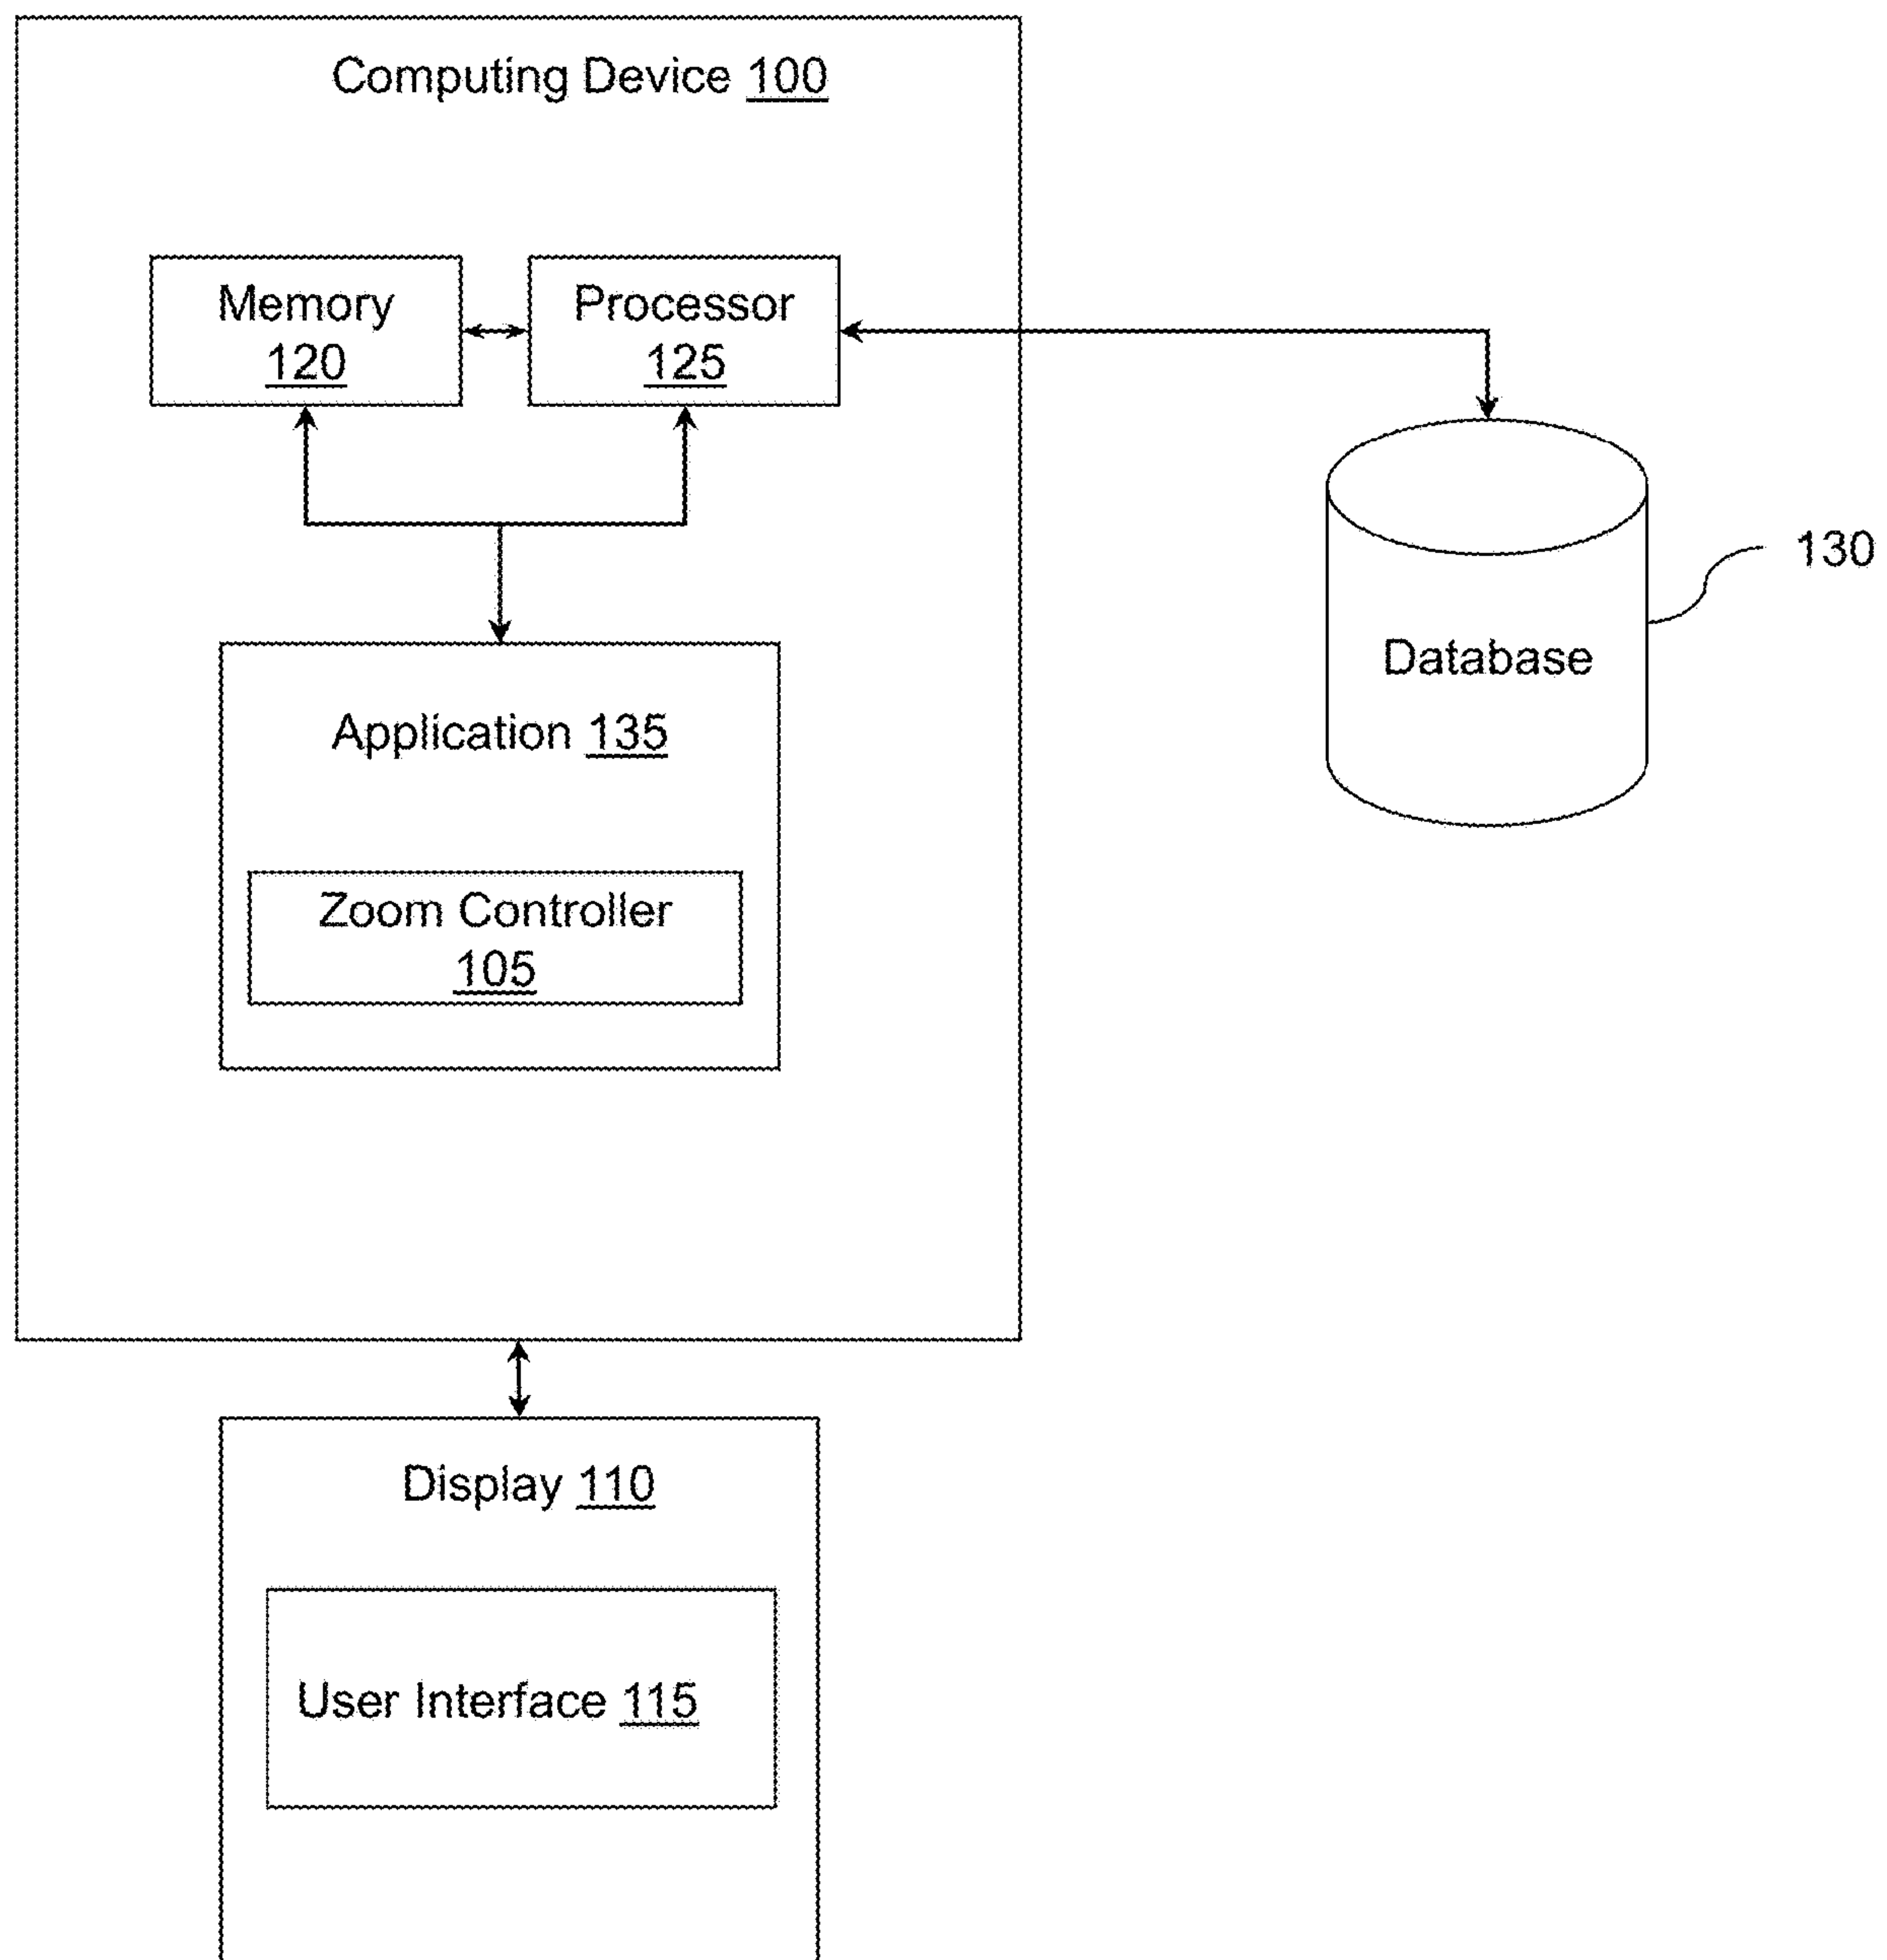 Computing Device 100
Memory
120
Processor
125
130
Database
Application 135
Zoom Controller
105
Display 110
User Interface 115